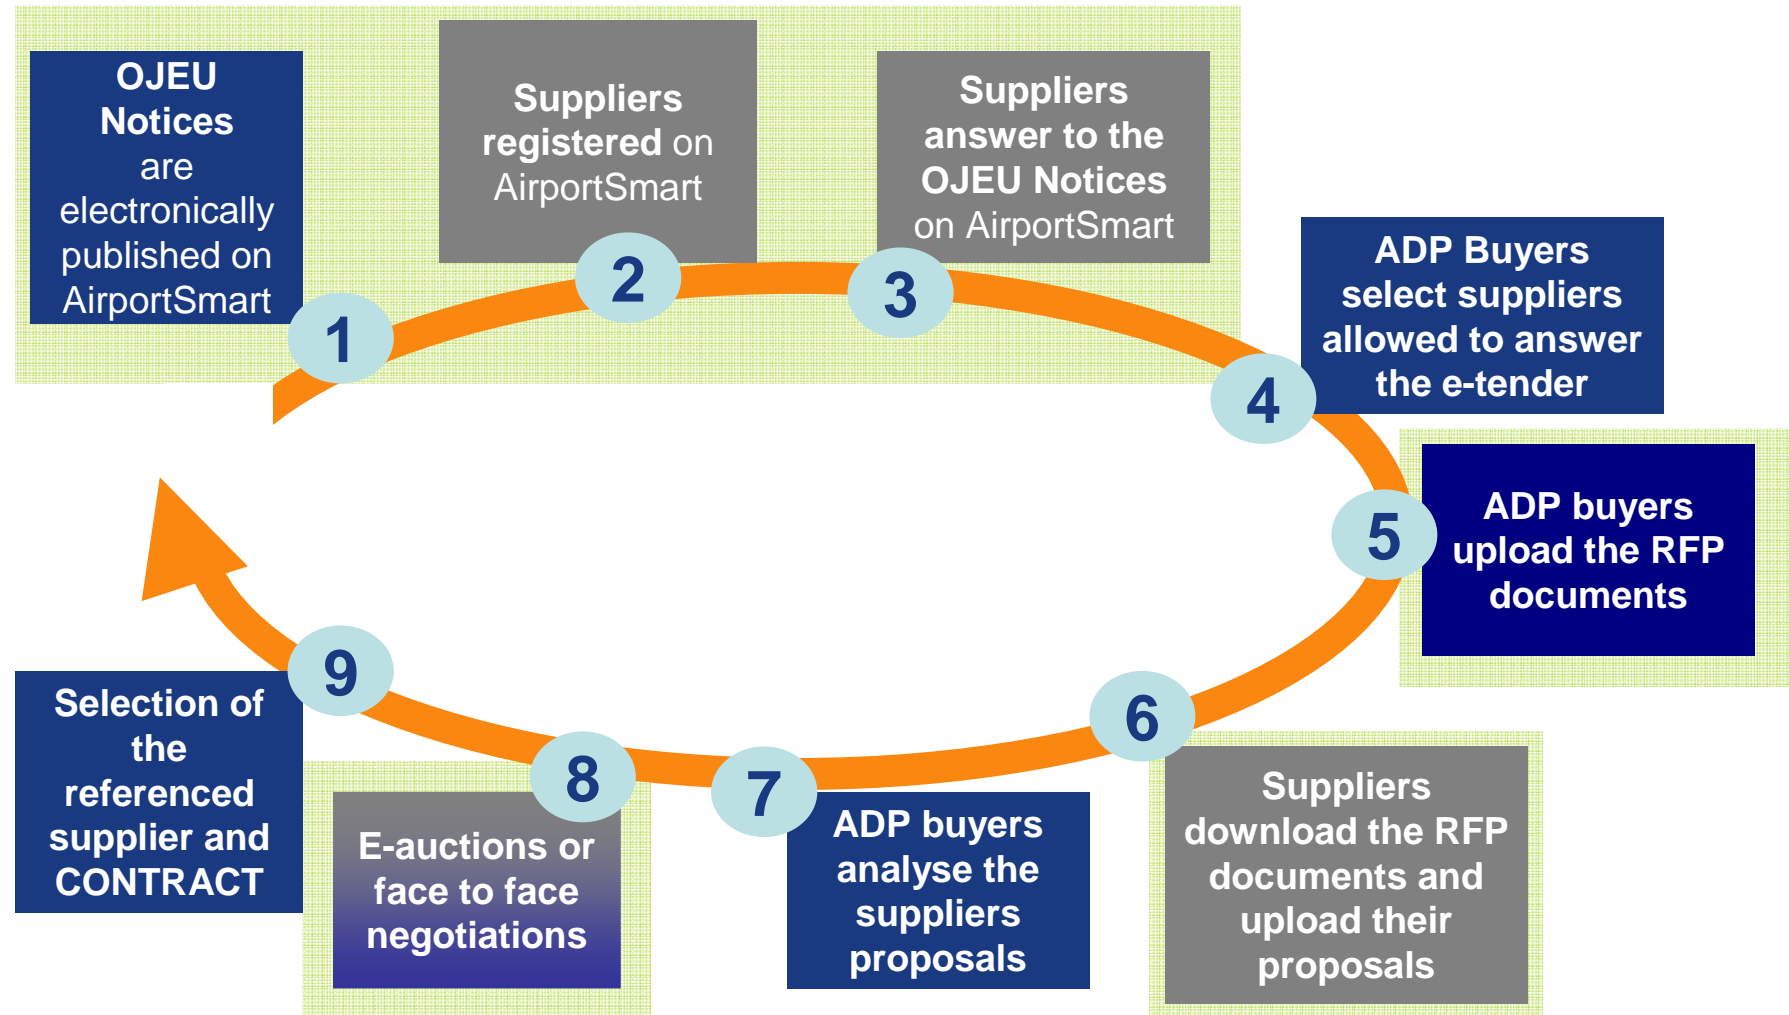 OJEU
Notices
are
electronically
published on
AirportSmart
1
Suppliers
registered on
AirportSmart
2
Suppliers
answer to the
OJEU Notices
on AirportSmart
3
ADP Buyers
select suppliers
allowed to answer
the e-tender
4
ADP buyers
upload the RFP
documents
5
6
Suppliers
download the RFP
documents and
upload their
proposals
7
ADP buyers
analyse the
suppliers
proposals
8
E-auctions or
face to face
negotiations
9
Selection of
the
referenced
supplier and
CONTRACT